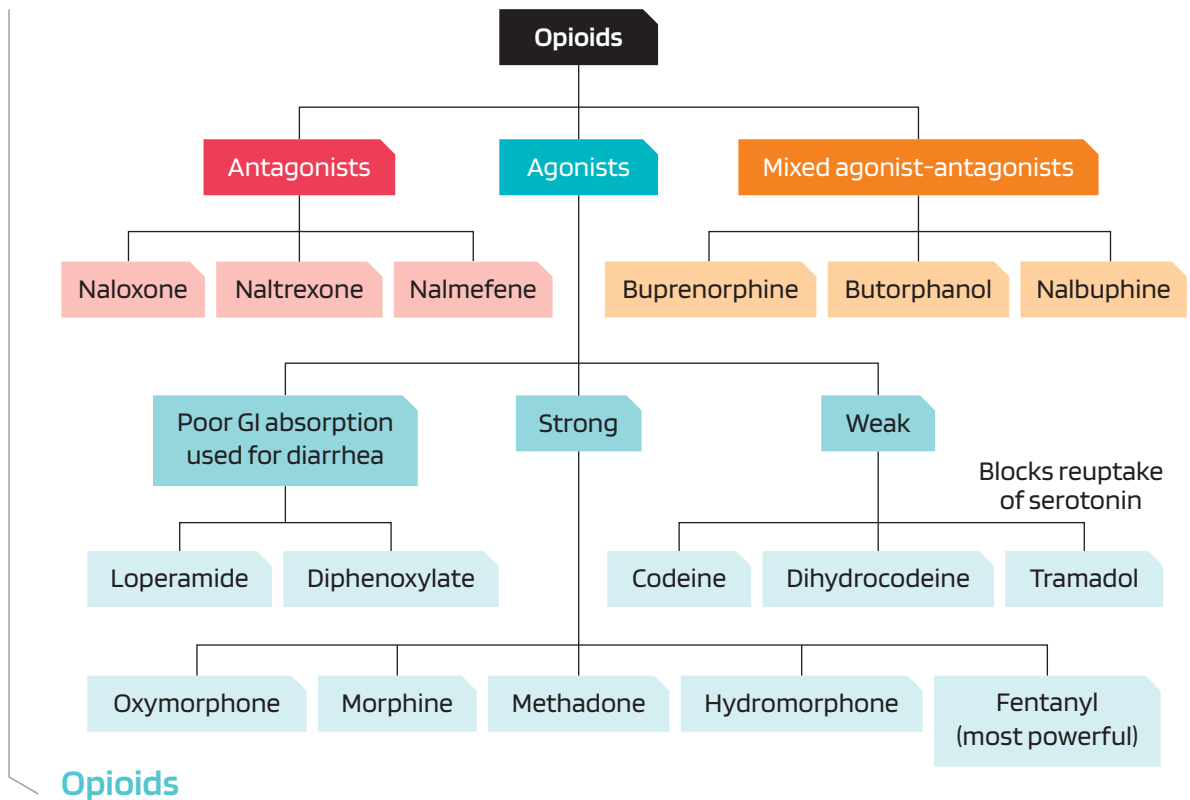 Opioids
Antagonists
Agonists
Mixed agonist-antagonists
Naloxone
Naltrexone
Nalmefene
Buprenorphine
Butorphanol
Nalbuphine
Poor GI absorption
used for diarrhea
Strong
Weak
Blocks reuptake
of serotonin
Loperamide
Diphenoxylate
Codeine
Dihydrocodeine
Tramadol
Oxymorphone
Morphine
Methadone
Hydromorphone
Fentanyl
(most powerful)
Opioids